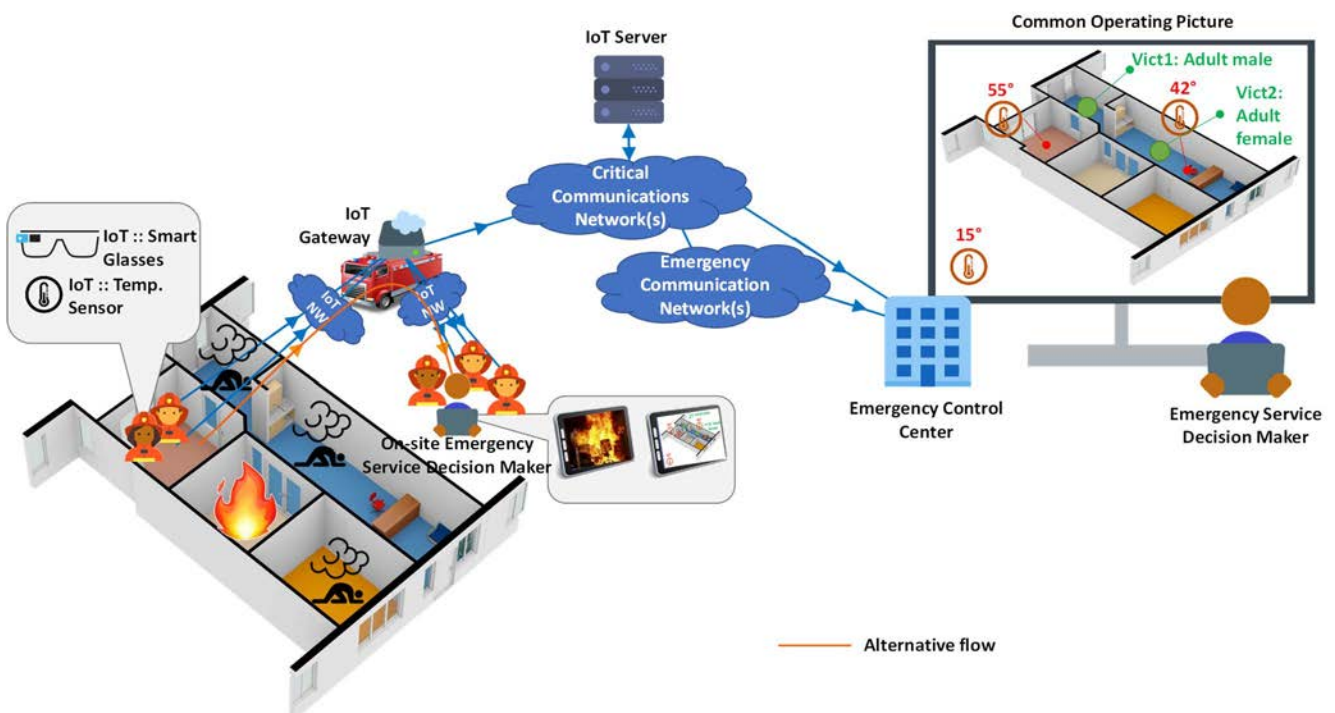 Common Operating Picture
IoT Server
Vict1: Adult male
55°
42°
Vict2:
Adult
female
Critical
Communications
Network(s)
IoT
Gateway
IoT :: Smart
Glasses
IoT :: Temp.
Sensor
15°
Emergency
Communication
Network(s)
IoT
NW
IoT
NW
Emergency Control
Center
Emergency Service
Decision Maker
On-site Emergency
Service Decision Maker
Alternative flow